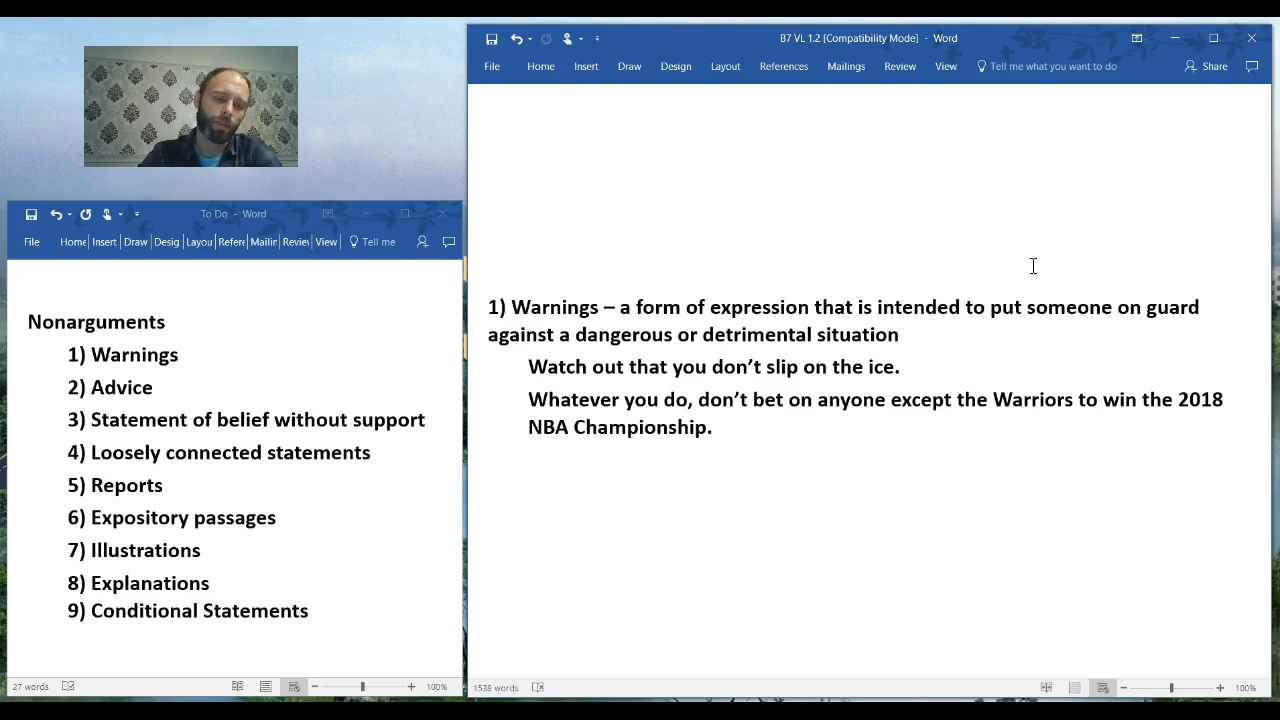 B7 VL 1.2 [Compatibility Mode] - Word
File Home Insert Draw Design Layout References Mailings Review View Tell me what you want to do Share
To Do - Word
File Home Insert Draw Desig Layou Refere Mailin Review View Tell me
Nonarguments
1) Warnings
2) Advice
3) Statement of belief without support
4) Loosely connected statements
5) Reports
6) Expository passages
7) Illustrations
8) Explanations
9) Conditional Statements
27 words 100%
1) Warnings – a form of expression that is intended to put someone on guard
against a dangerous or detrimental situation
Watch out that you don’t slip on the ice.
Whatever you do, don’t bet on anyone except the Warriors to win the 2018
NBA Championship.
1538 words 100%